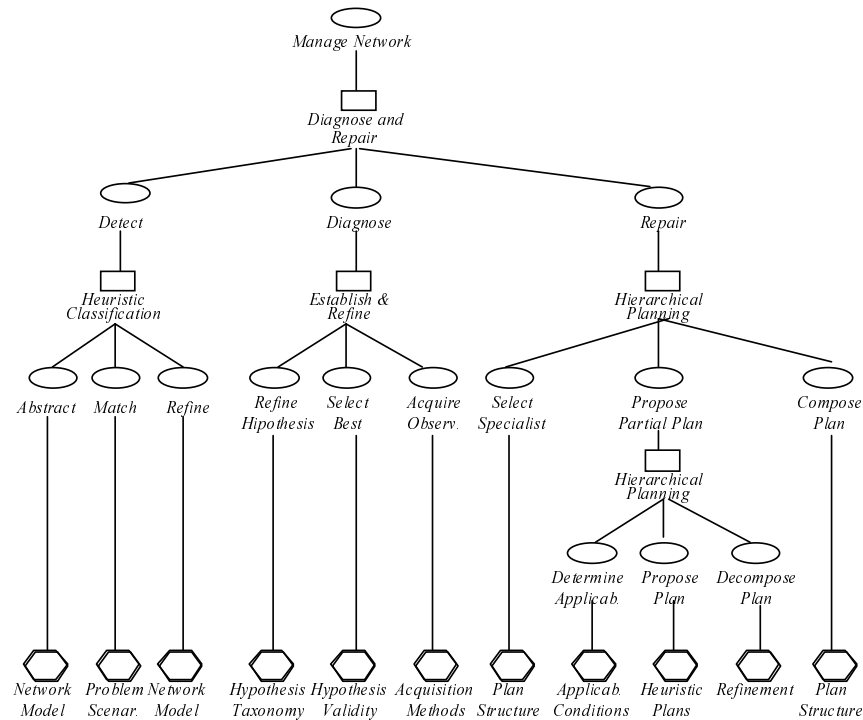 Manage Network
Diagnose and
Repair
Detect
Diagnose
Repair
Heuristic
Classification
Establish &
Refine
Hierarchical
Planning
Abstract
Match
Refine
Refine
Hipothesis
Select
Best
Acquire
Observ.
Select
Specialist
Propose
Partial Plan
Compose
Plan
Hierarchical
Planning
Determine
Applicab.
Propose
Plan
Decompose
Plan
Network
Model
Problem
Scenar.
Network
Model
Hypothesis
Taxonomy
Hypothesis
Validity
Acquisition
Methods
Plan
Structure
Applicab.
Conditions
Heuristic
Plans
Refinement
Plan
Structure